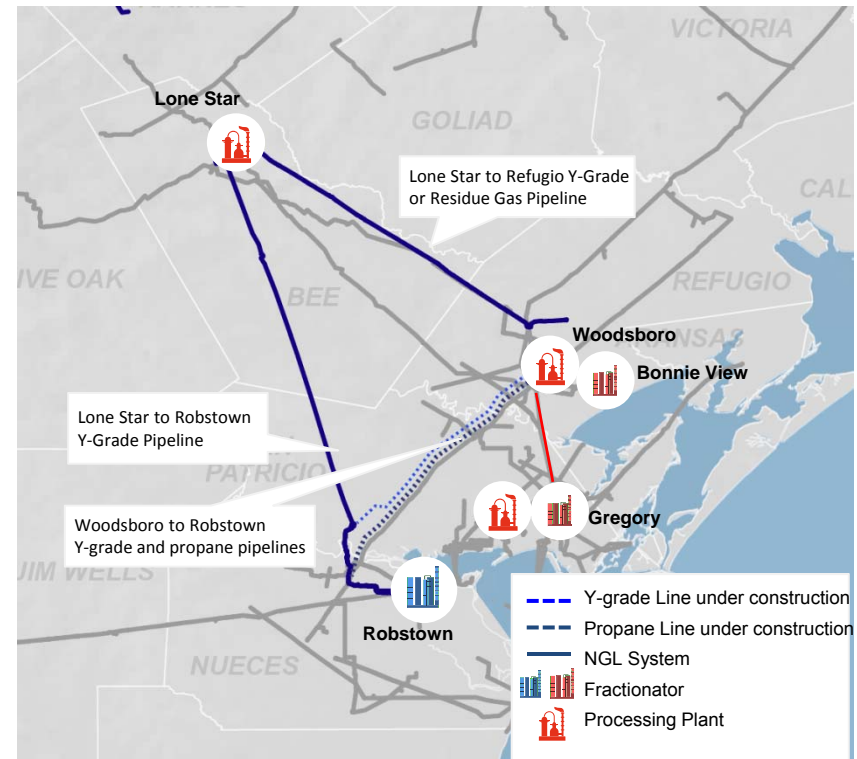 VICTORIA
Lone Star
GOLIAD
Lone Star to Refugio Y-Grade
or Residue Gas Pipeline
CAL
IVE OAK
BEE
REFUGIO
Woodsboro
ARANSAS
Bonnie View
Lone Star to Robstown
Y-Grade Pipeline
PATRICIO
Woodsboro to Robstown
Y-grade and propane pipelines
Gregory
JIM WELLS
Robstown
NUECES
Y-grade Line under construction
Propane Line under construction
NGL System
Fractionator
Processing Plant